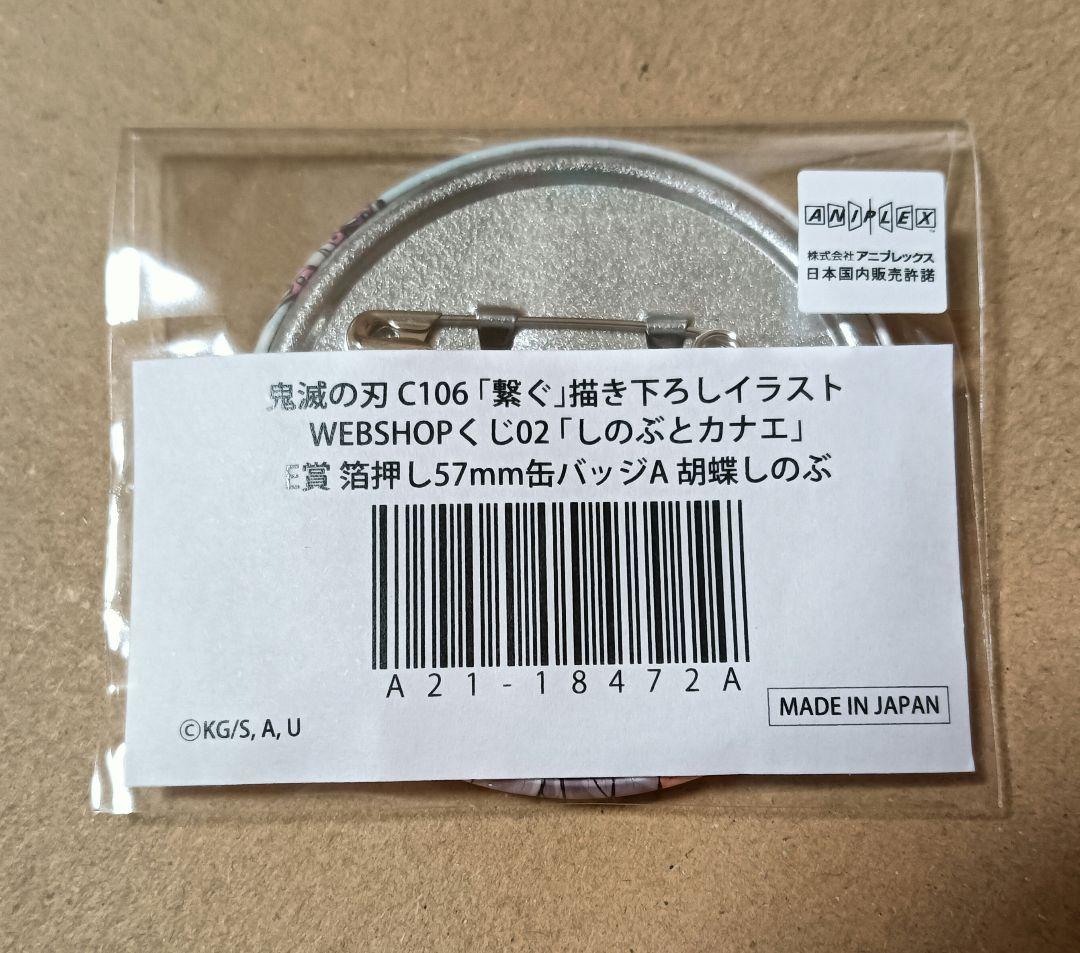 ANIPLEX
株式会社 アニプレックス
日本国内販売許諾
鬼滅の刃 C106 「繋ぐ」描き下ろしイラスト
WEBSHOPくじ02 「しのぶとカナエ」
E賞 箔押し57mm缶バッジA 胡蝶しのぶ
A21-18472A
MADE IN JAPAN
©KG/S, A, U